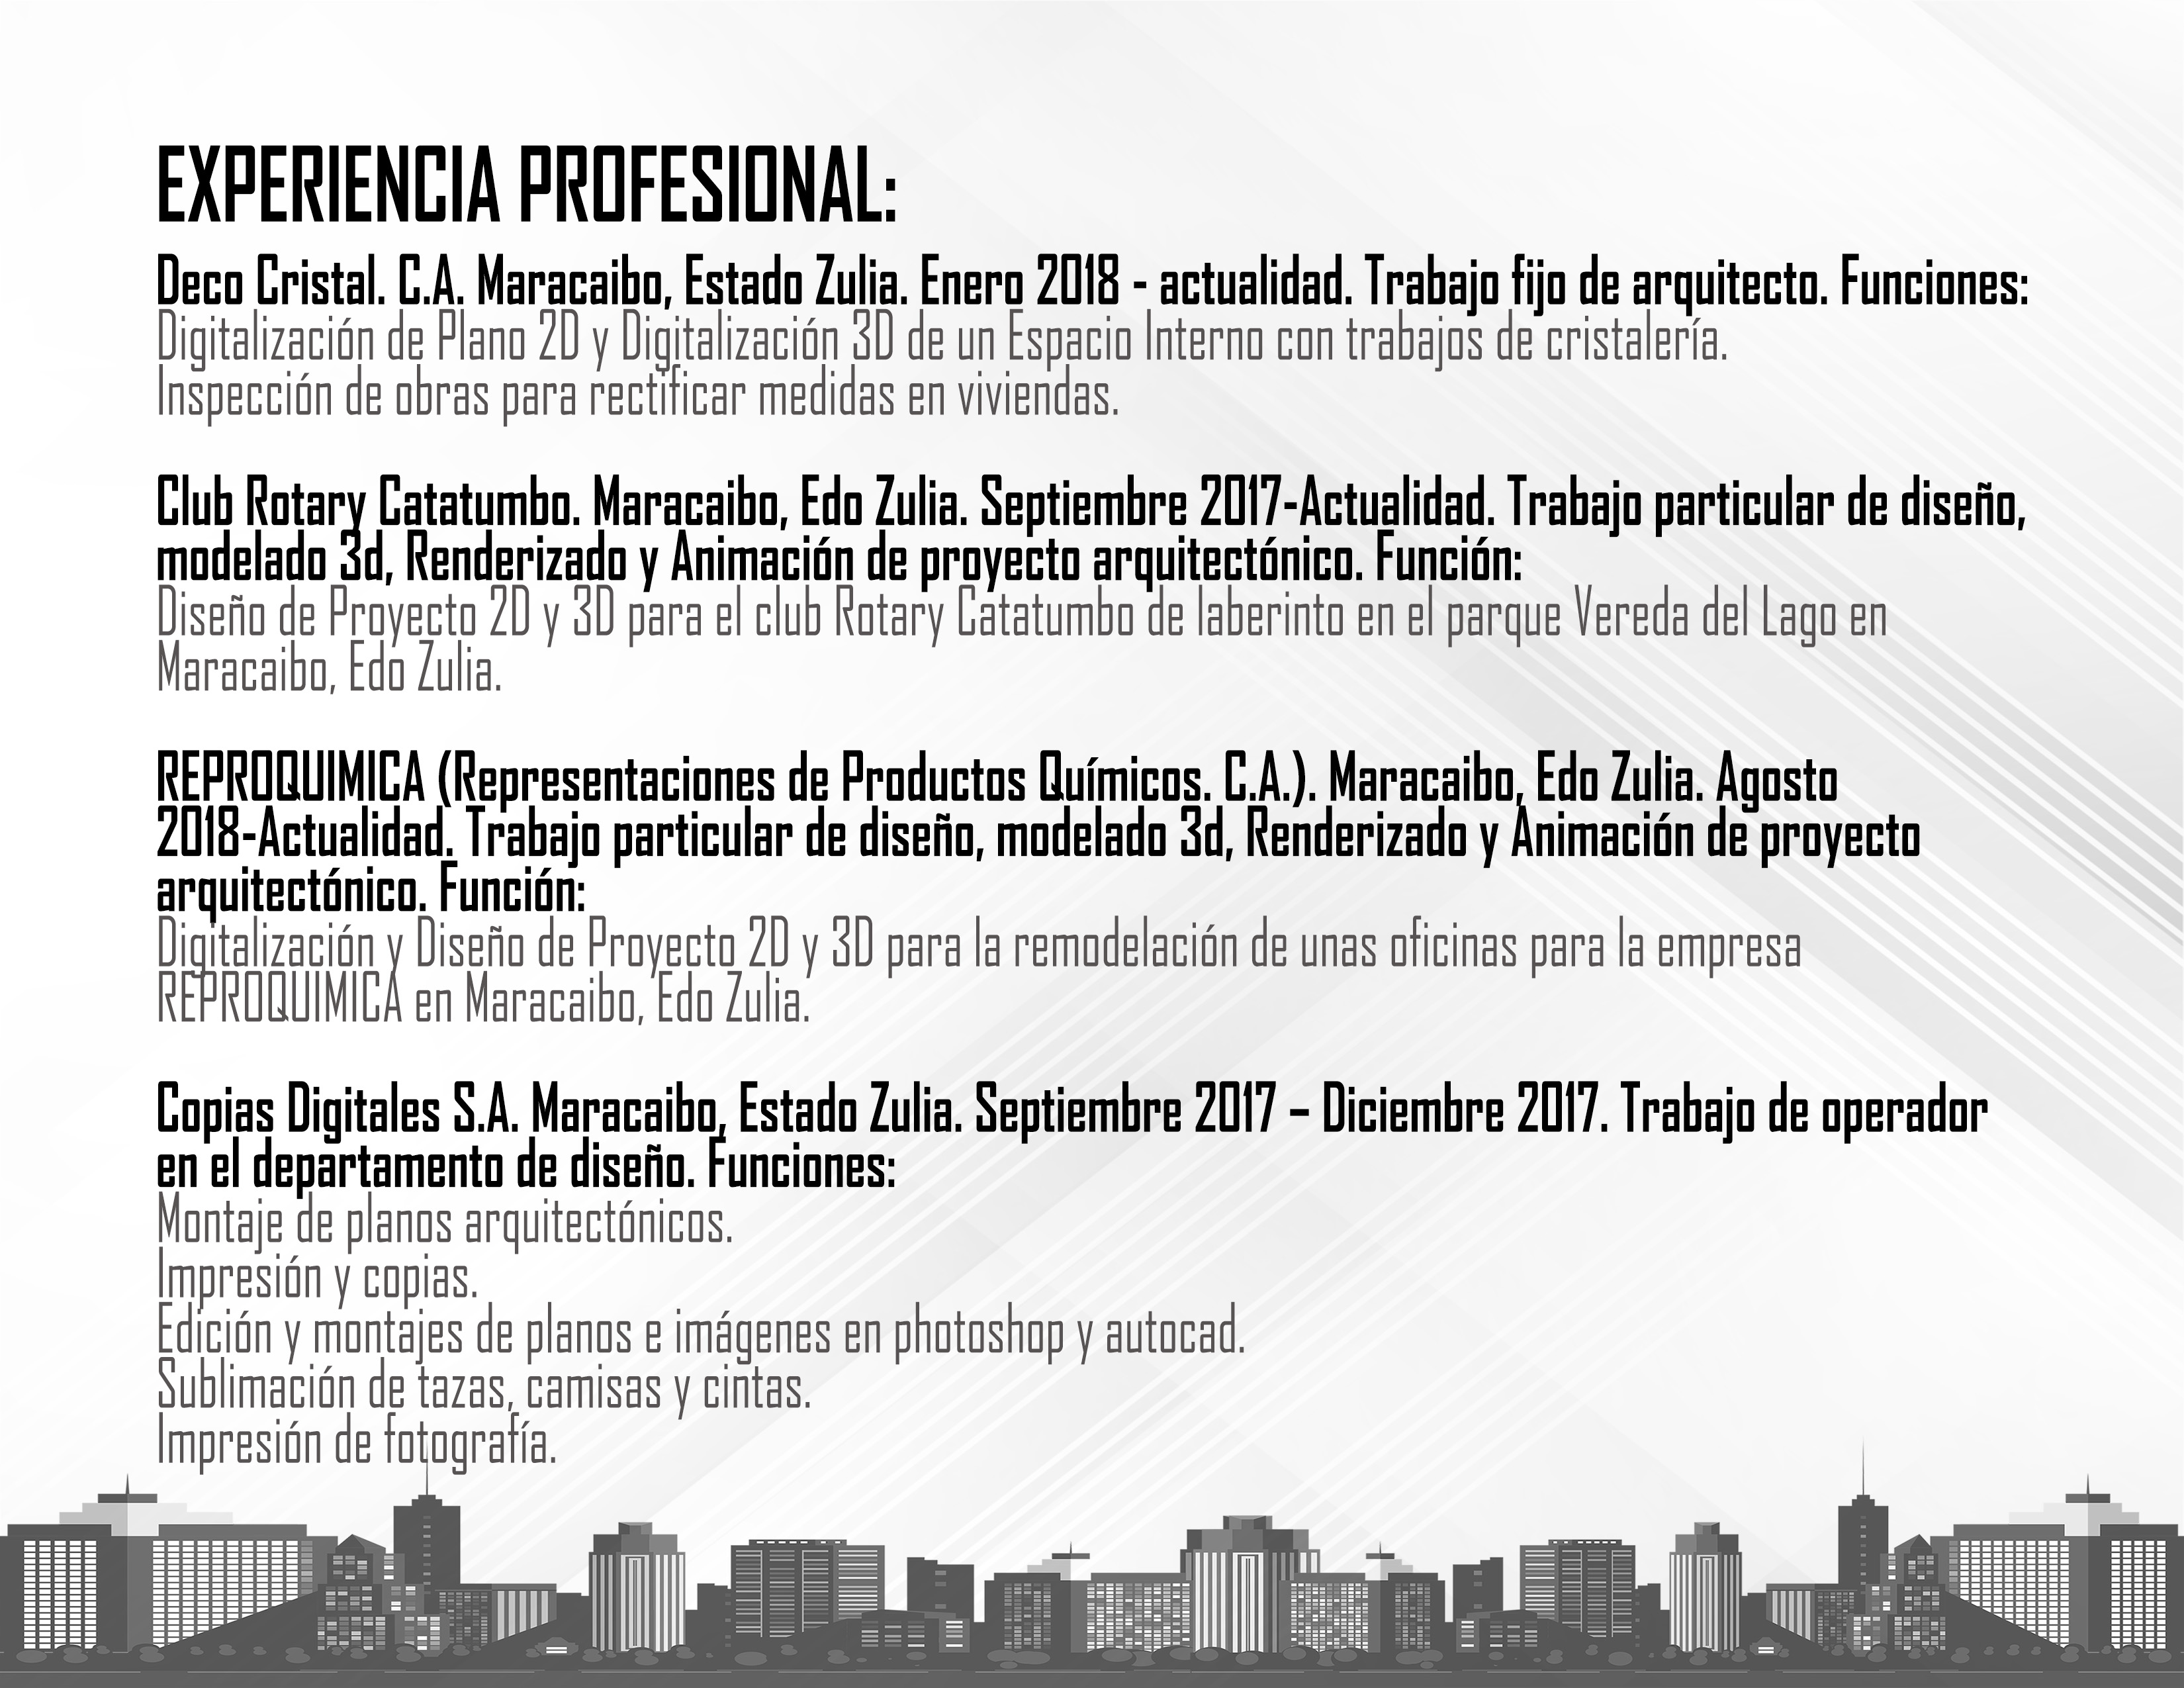 EXPERIENCIA PROFESIONAL:
Deco Cristal. C.A. Maracaibo, Estado Zulia. Enero 2018 - actualidad. Trabajo fijo de arquitecto. Funciones:
Digitalización de Plano 2D y Digitalización 3D de un Espacio Interno con trabajos de cristalería.
Inspección de obras para rectificar medidas en viviendas.
Club Rotary Catatumbo. Maracaibo, Edo Zulia. Septiembre 2017-Actualidad. Trabajo particular de diseño,
modelado 3d, Renderizado y Animación de proyecto arquitectónico. Función:
Diseño de Proyecto 2D y 3D para el club Rotary Catatumbo de laberinto en el parque Vereda del Lago en
Maracaibo, Edo Zulia.
REPROQUIMICA (Representaciones de Productos Químicos. C.A.). Maracaibo, Edo Zulia. Agosto
2018-Actualidad. Trabajo particular de diseño, modelado 3d, Renderizado y Animación de proyecto
arquitectónico. Función:
Digitalización y Diseño de Proyecto 2D y 3D para la remodelación de unas oficinas para la empresa
REPROQUIMICA en Maracaibo, Edo Zulia.
Copias Digitales S.A. Maracaibo, Estado Zulia. Septiembre 2017 – Diciembre 2017. Trabajo de operador
en el departamento de diseño. Funciones:
Montaje de planos arquitectónicos.
Impresión y copias.
Edición y montajes de planos e imágenes en photoshop y autocad.
Sublimación de tazas, camisas y cintas.
Impresión de fotografía.